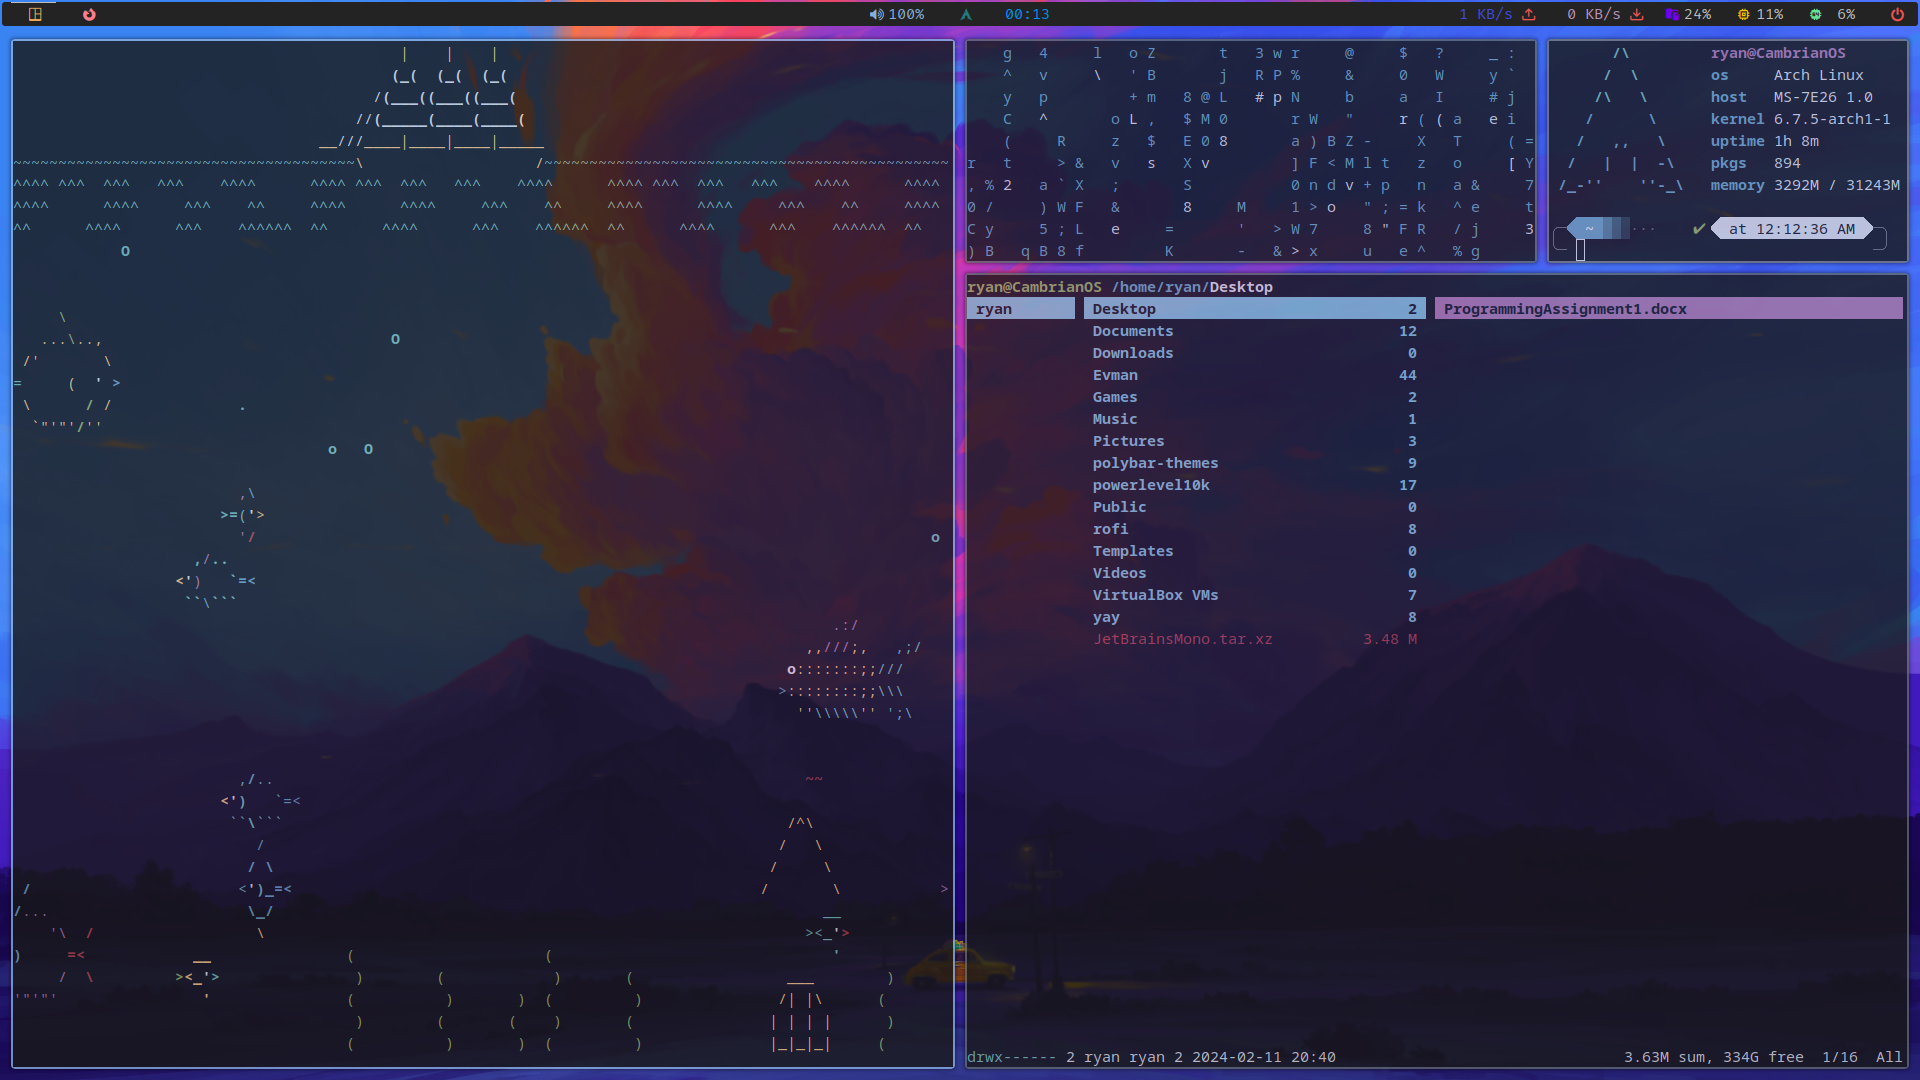 100%
00:13
1 KB/s
0 KB/s
24%
11%
6%
ryan@CambrianOS
os Arch Linux
host MS-7E26 1.0
kernel 6.7.5-arch1-1
uptime 1h 8m
pkgs 894
memory 3292M / 31243M
~
at 12:12:36 AM
ryan@CambrianOS /home/ryan/Desktop
ryan
Desktop 2
ProgrammingAssignment1.docx
Documents 12
Downloads 0
Evman 44
Games 2
Music 1
Pictures 3
polybar-themes 9
powerlevel10k 17
Public 0
rofi 8
Templates 0
Videos 0
VirtualBox VMs 7
yay 8
JetBrainsMono.tar.xz 3.48 M
drwx------ 2 ryan ryan 2 2024-02-11 20:40
3.63M sum, 334G free 1/16 All